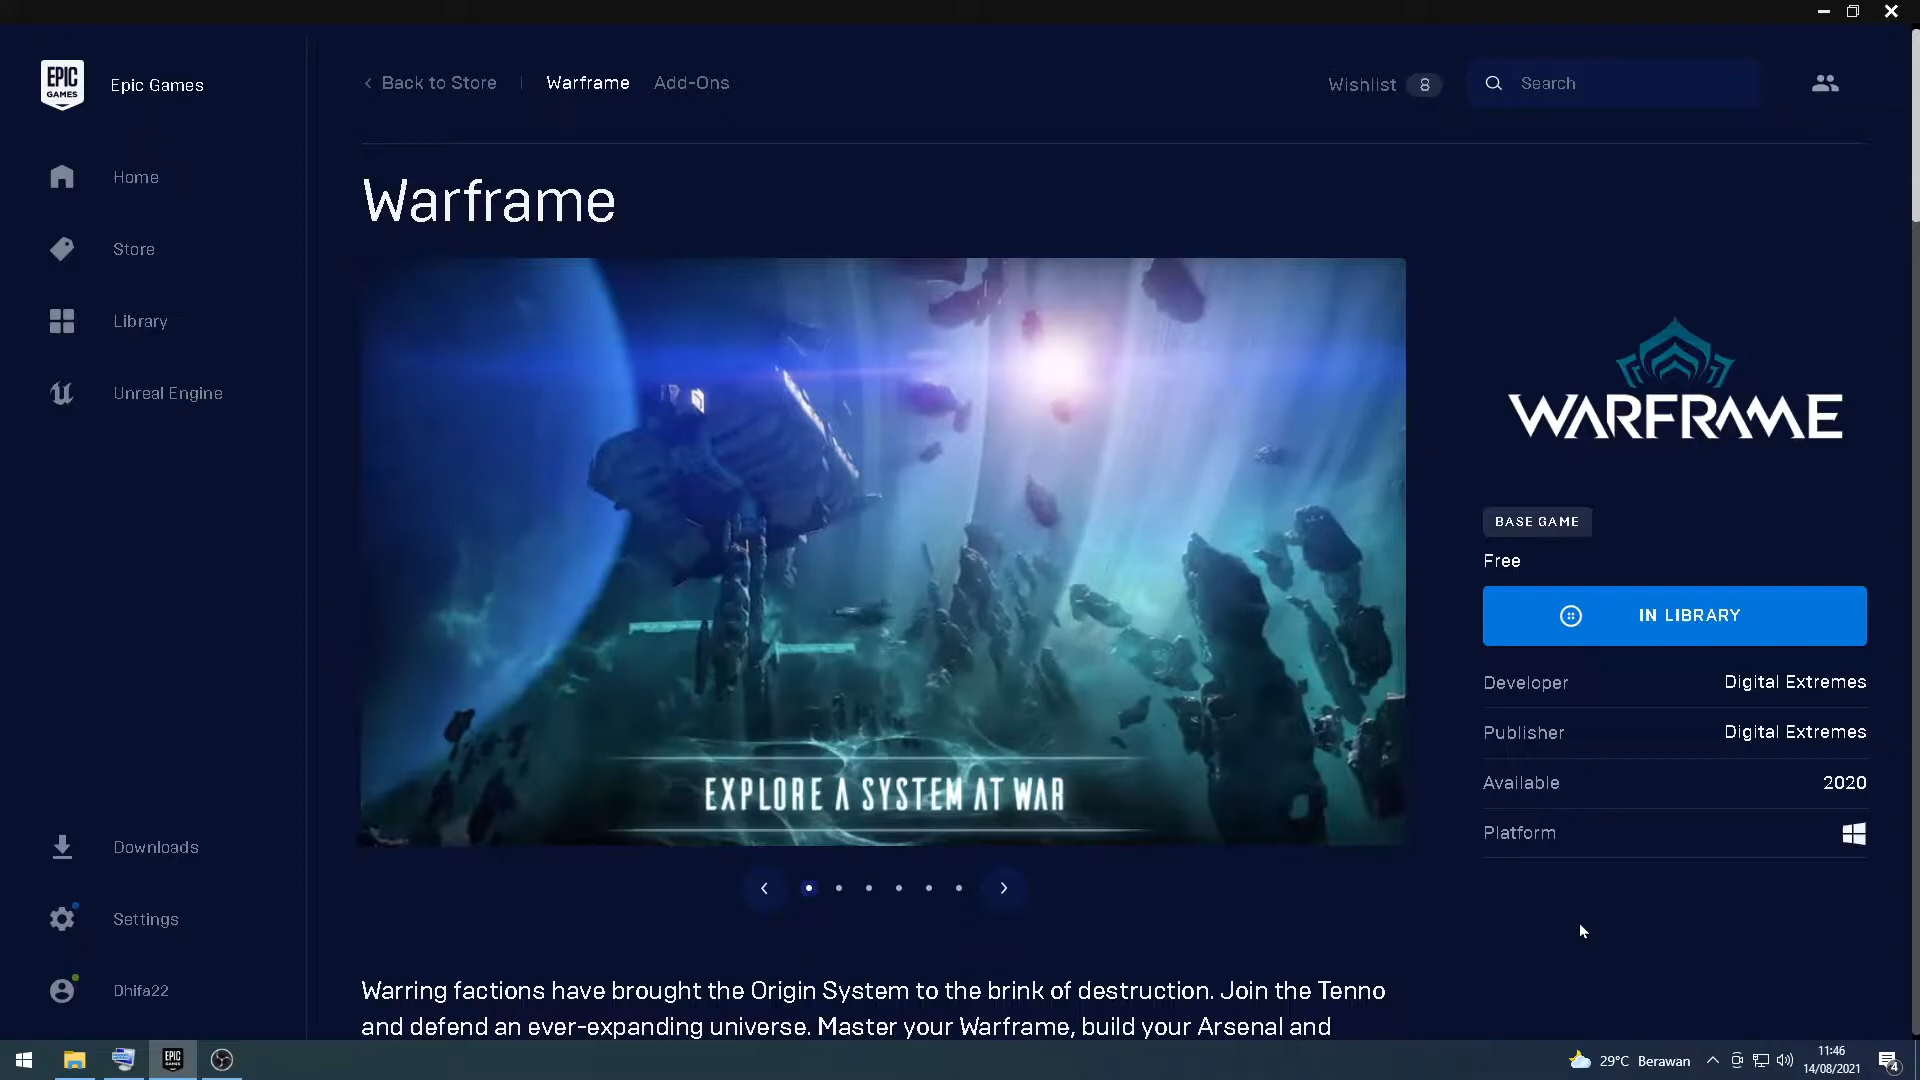 EPIC GAMES
Epic Games
Back to Store
Warframe
Add-Ons
Wishlist 8
Search
Home
Store
Library
Unreal Engine
Downloads
Settings
Dhifa22
Warframe
EXPLORE A SYSTEM AT WAR
WARFRAME
BASE GAME
Free
IN LIBRARY
Developer Digital Extremes
Publisher Digital Extremes
Available 2020
Platform
Warring factions have brought the Origin System to the brink of destruction. Join the Tenno
and defend an ever-expanding universe. Master your Warframe, build your Arsenal and
EPIC GAMES
29°C Berawan
11:46
14/08/2021
4